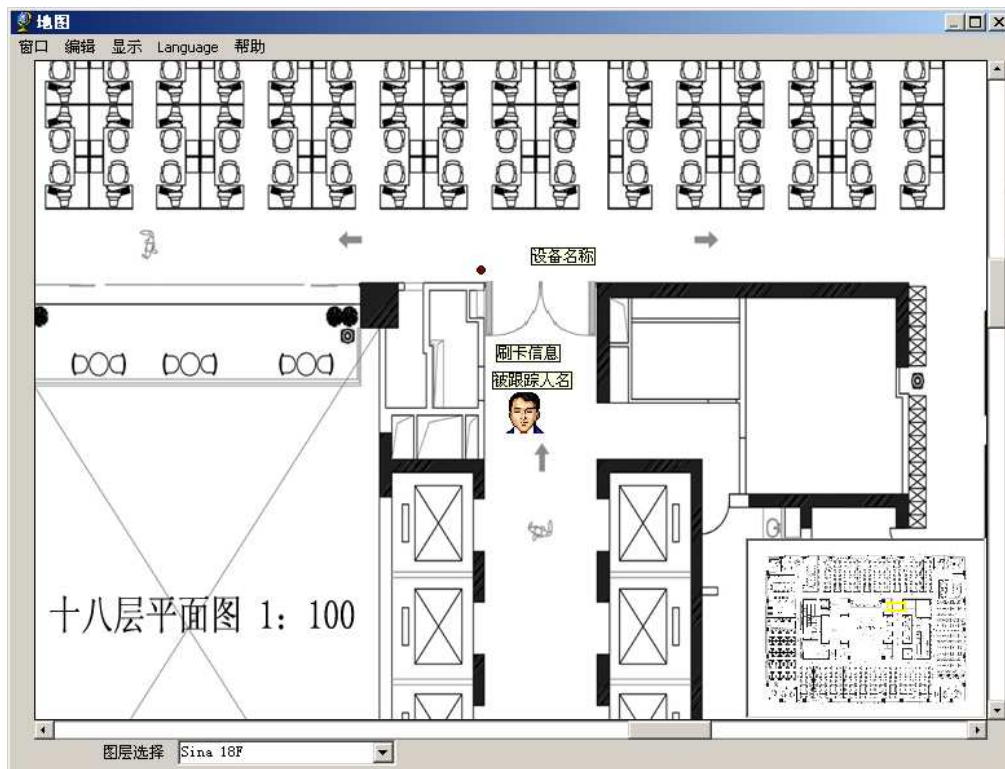 地图
窗口 编辑 显示 Language 帮助
设备名称
刷卡信息
被跟踪人名
十八层平面图 1：100
图层选择 Sina 18F